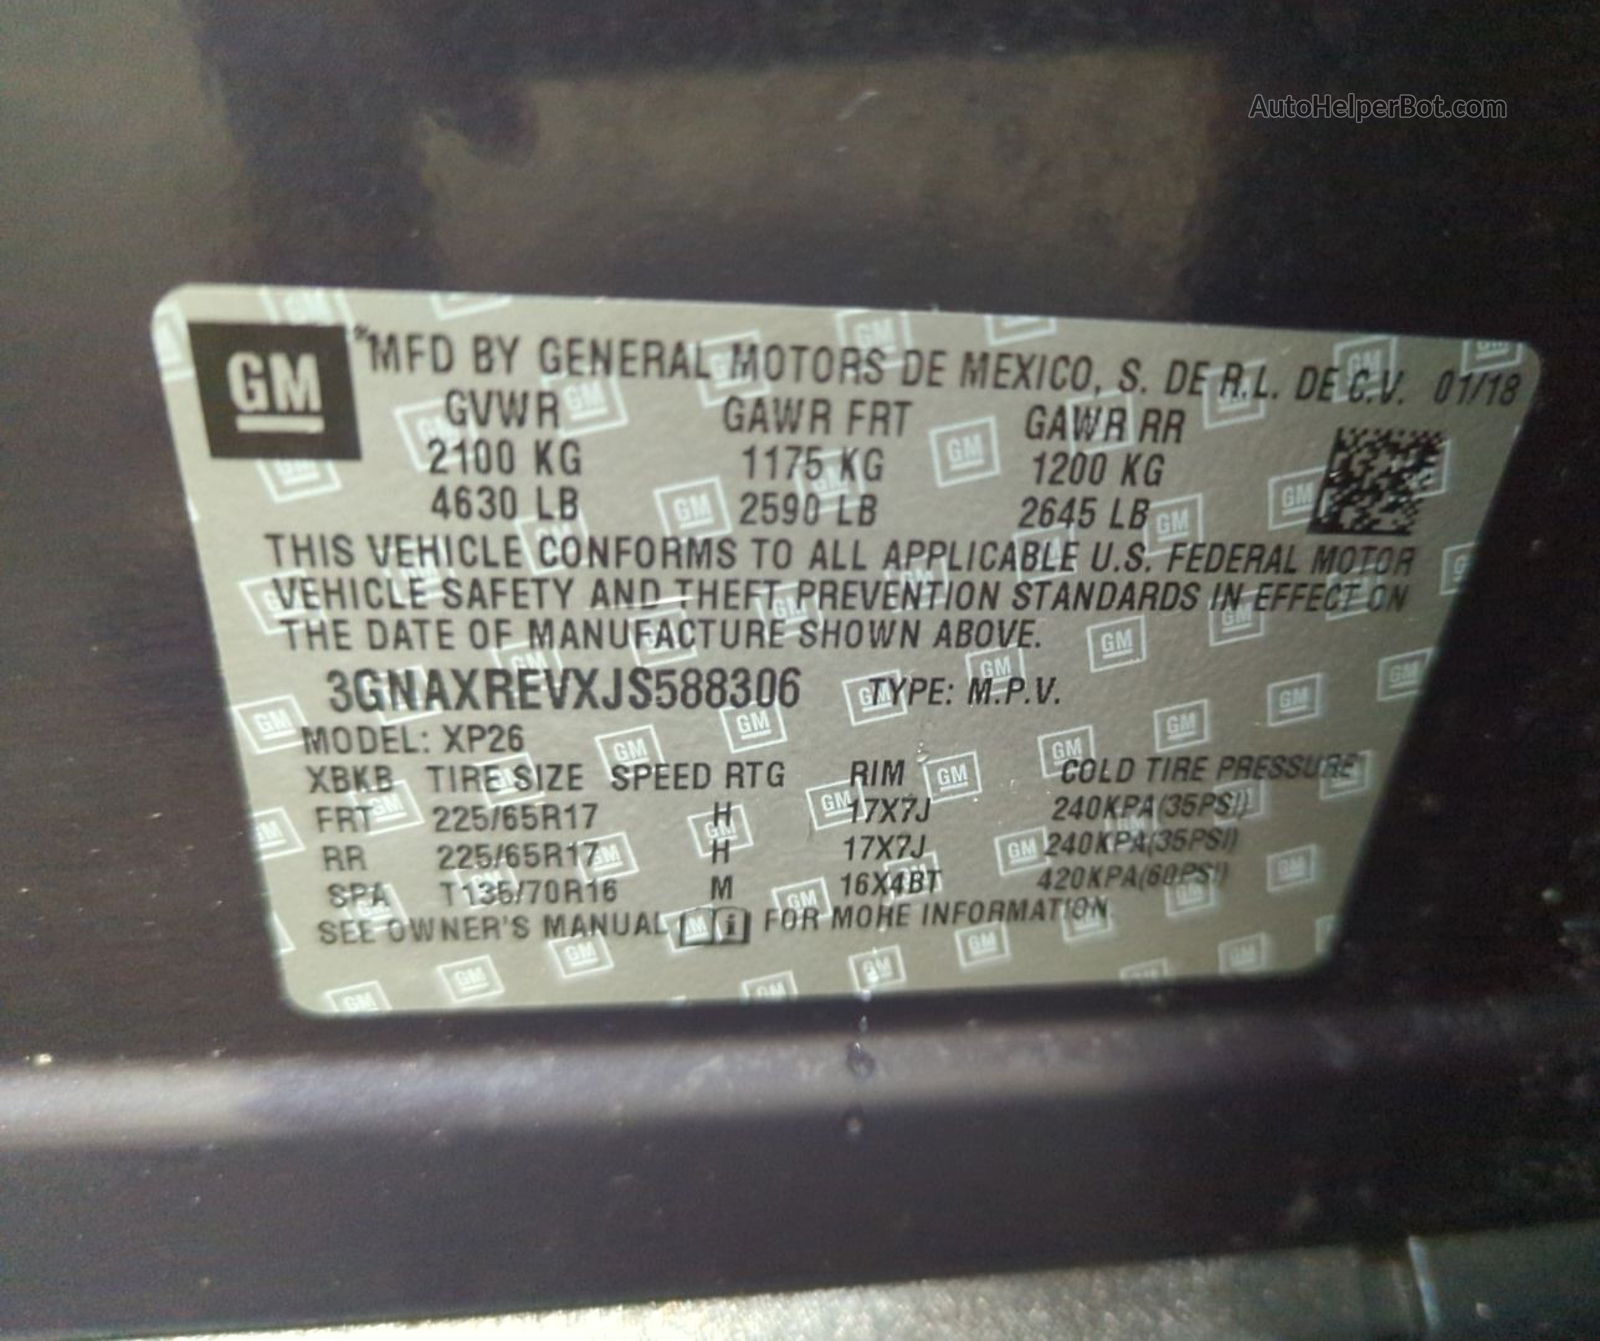 AutoHelperBot.com
GM
*MFD BY GENERAL MOTORS DE MEXICO, S. DE R.L. DE C.V. 01/18
GVWR GAWR FRT GAWR RR
2100 KG 1175 KG 1200 KG
4630 LB 2590 LB 2645 LB
THIS VEHICLE CONFORMS TO ALL APPLICABLE U.S. FEDERAL MOTOR
VEHICLE SAFETY AND THEFT PREVENTION STANDARDS IN EFFECT ON
THE DATE OF MANUFACTURE SHOWN ABOVE.
3GNAXREVXJS588306 TYPE: M.P.V.
MODEL: XP26
XBKB TIRE SIZE SPEED RTG RIM COLD TIRE PRESSURE
FRT 225/65R17 H 17X7J 240KPA(35PSI)
RR 225/65R17 H 17X7J 240KPA(35PSI)
SPA T135/70R16 M 16X4BT 420KPA(60PSI)
SEE OWNER'S MANUAL i FOR MORE INFORMATION